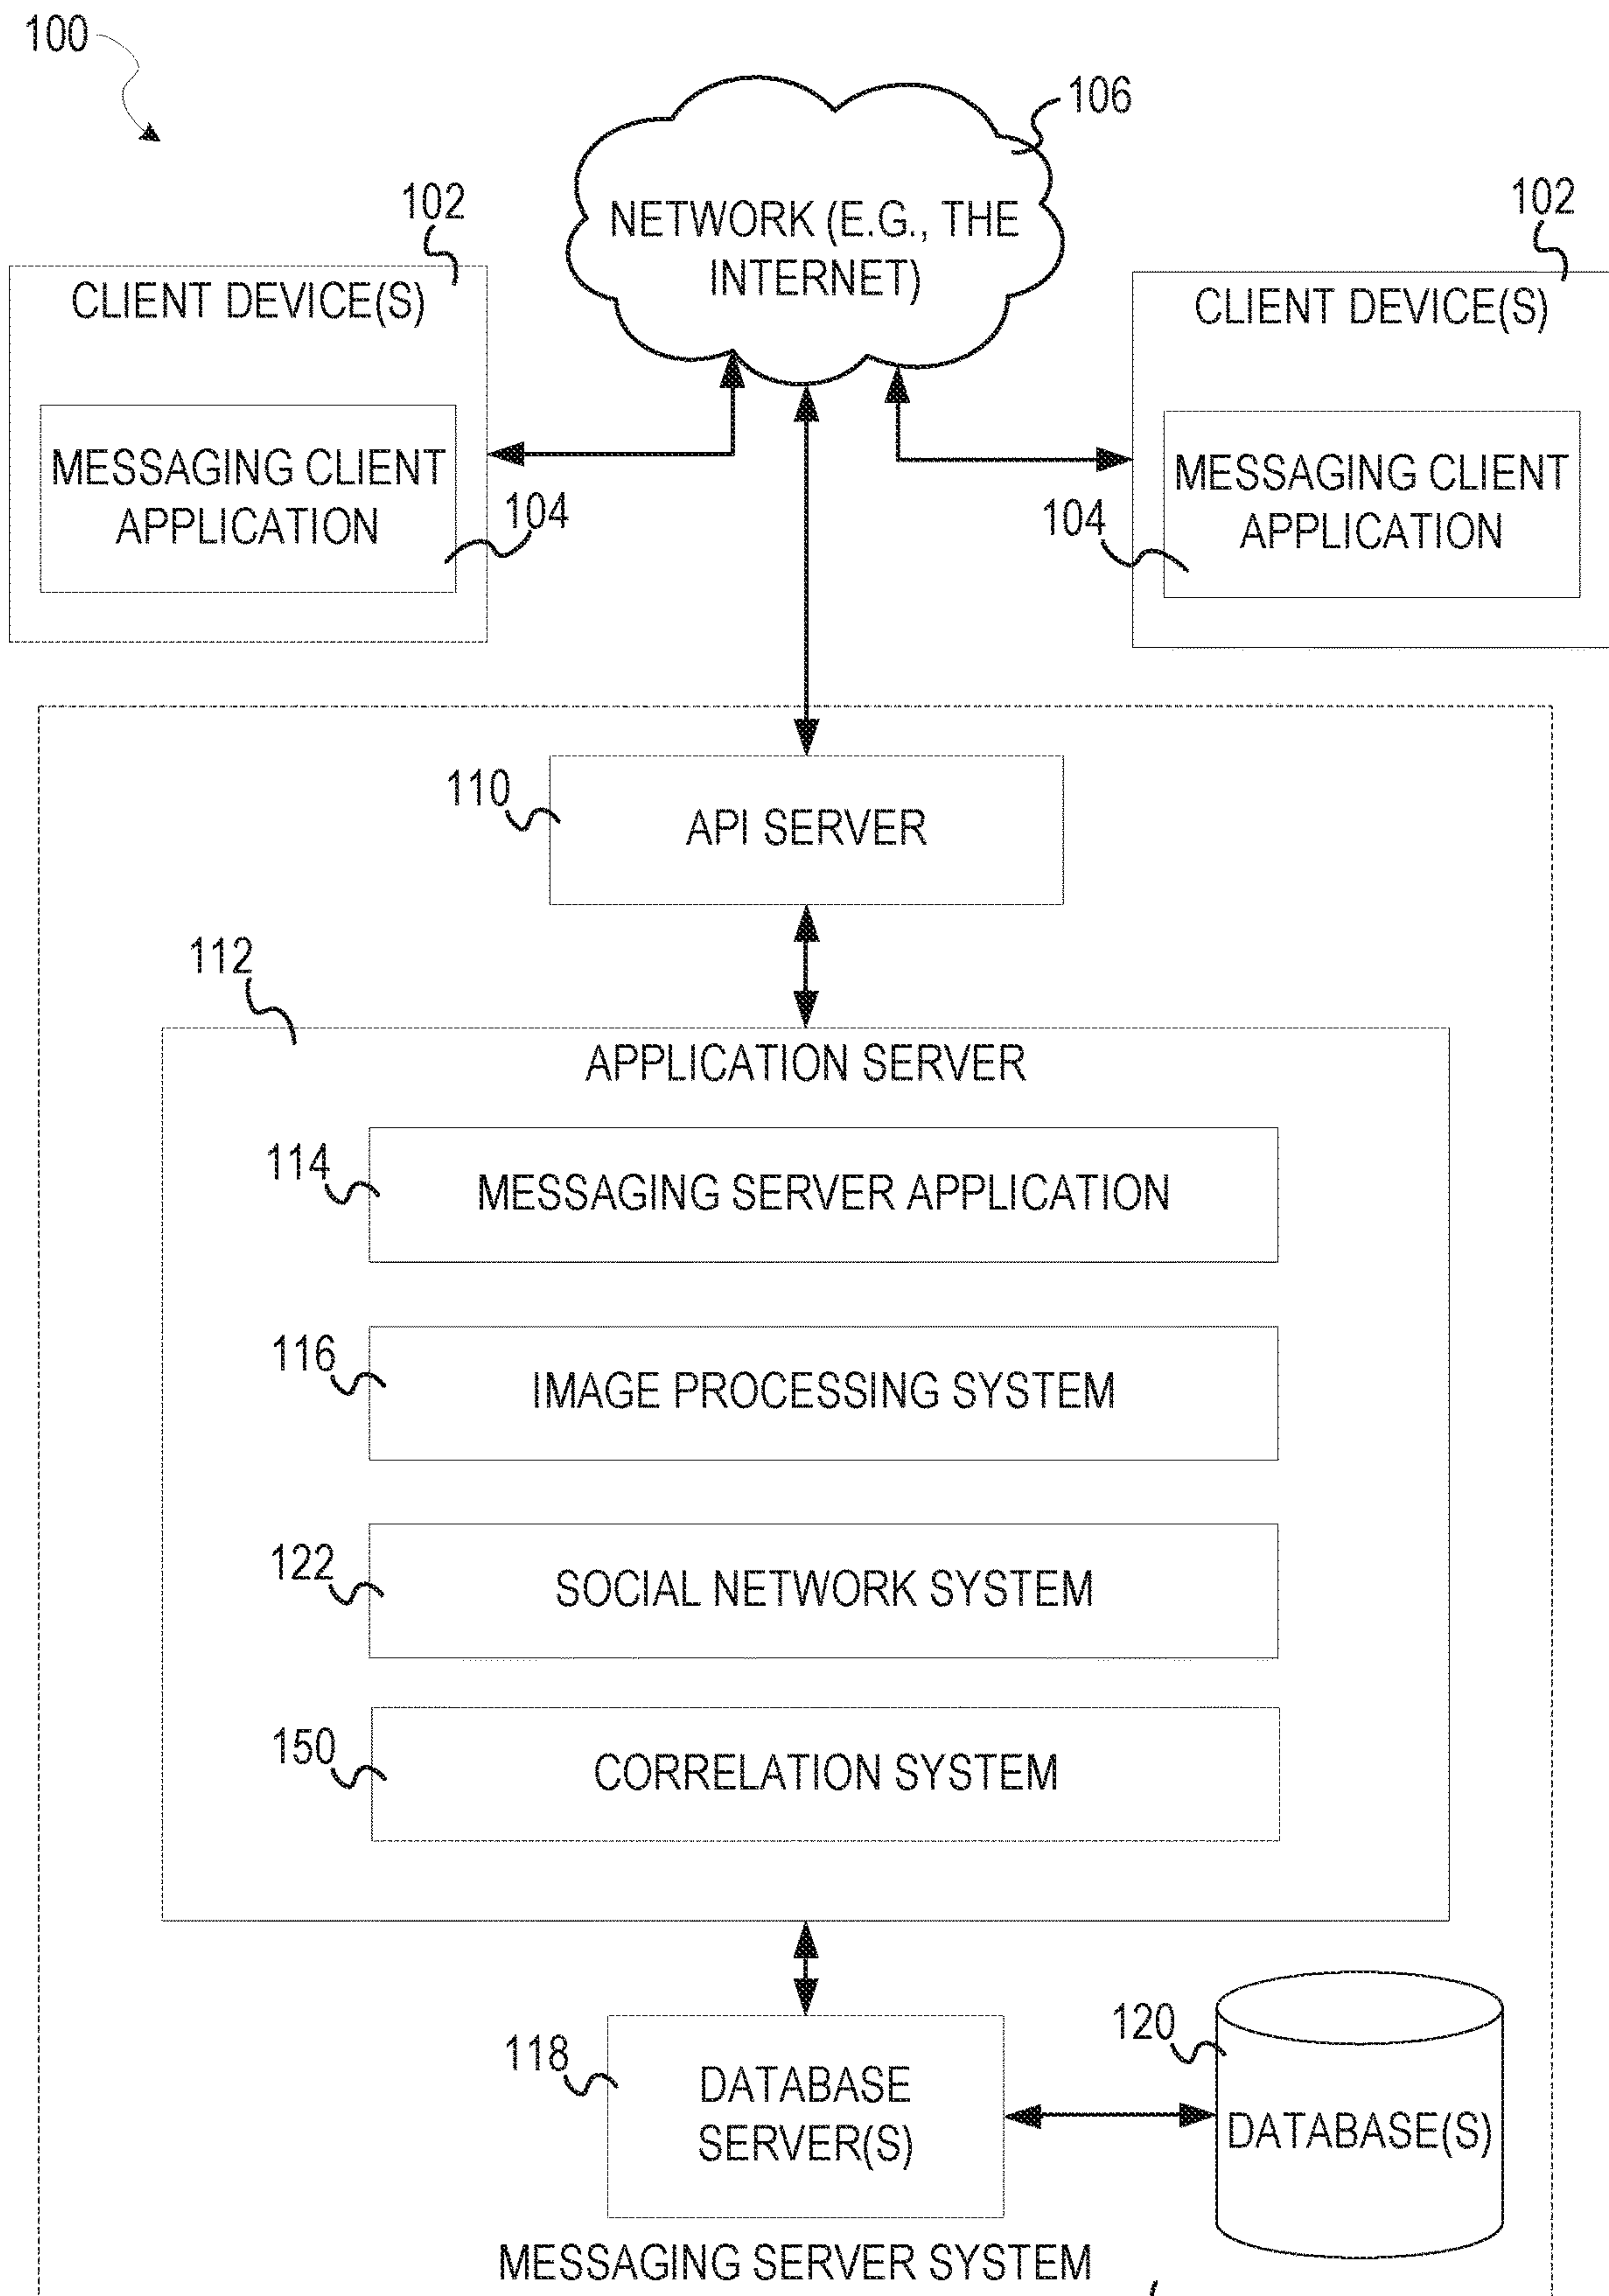 100
106
NETWORK (E.G., THE
INTERNET)
102
CLIENT DEVICE(S)
MESSAGING CLIENT
APPLICATION
104
102
CLIENT DEVICE(S)
MESSAGING CLIENT
APPLICATION
104
110
API SERVER
112
APPLICATION SERVER
114
MESSAGING SERVER APPLICATION
116
IMAGE PROCESSING SYSTEM
122
SOCIAL NETWORK SYSTEM
150
CORRELATION SYSTEM
118
DATABASE
SERVER(S)
120
DATABASE(S)
MESSAGING SERVER SYSTEM